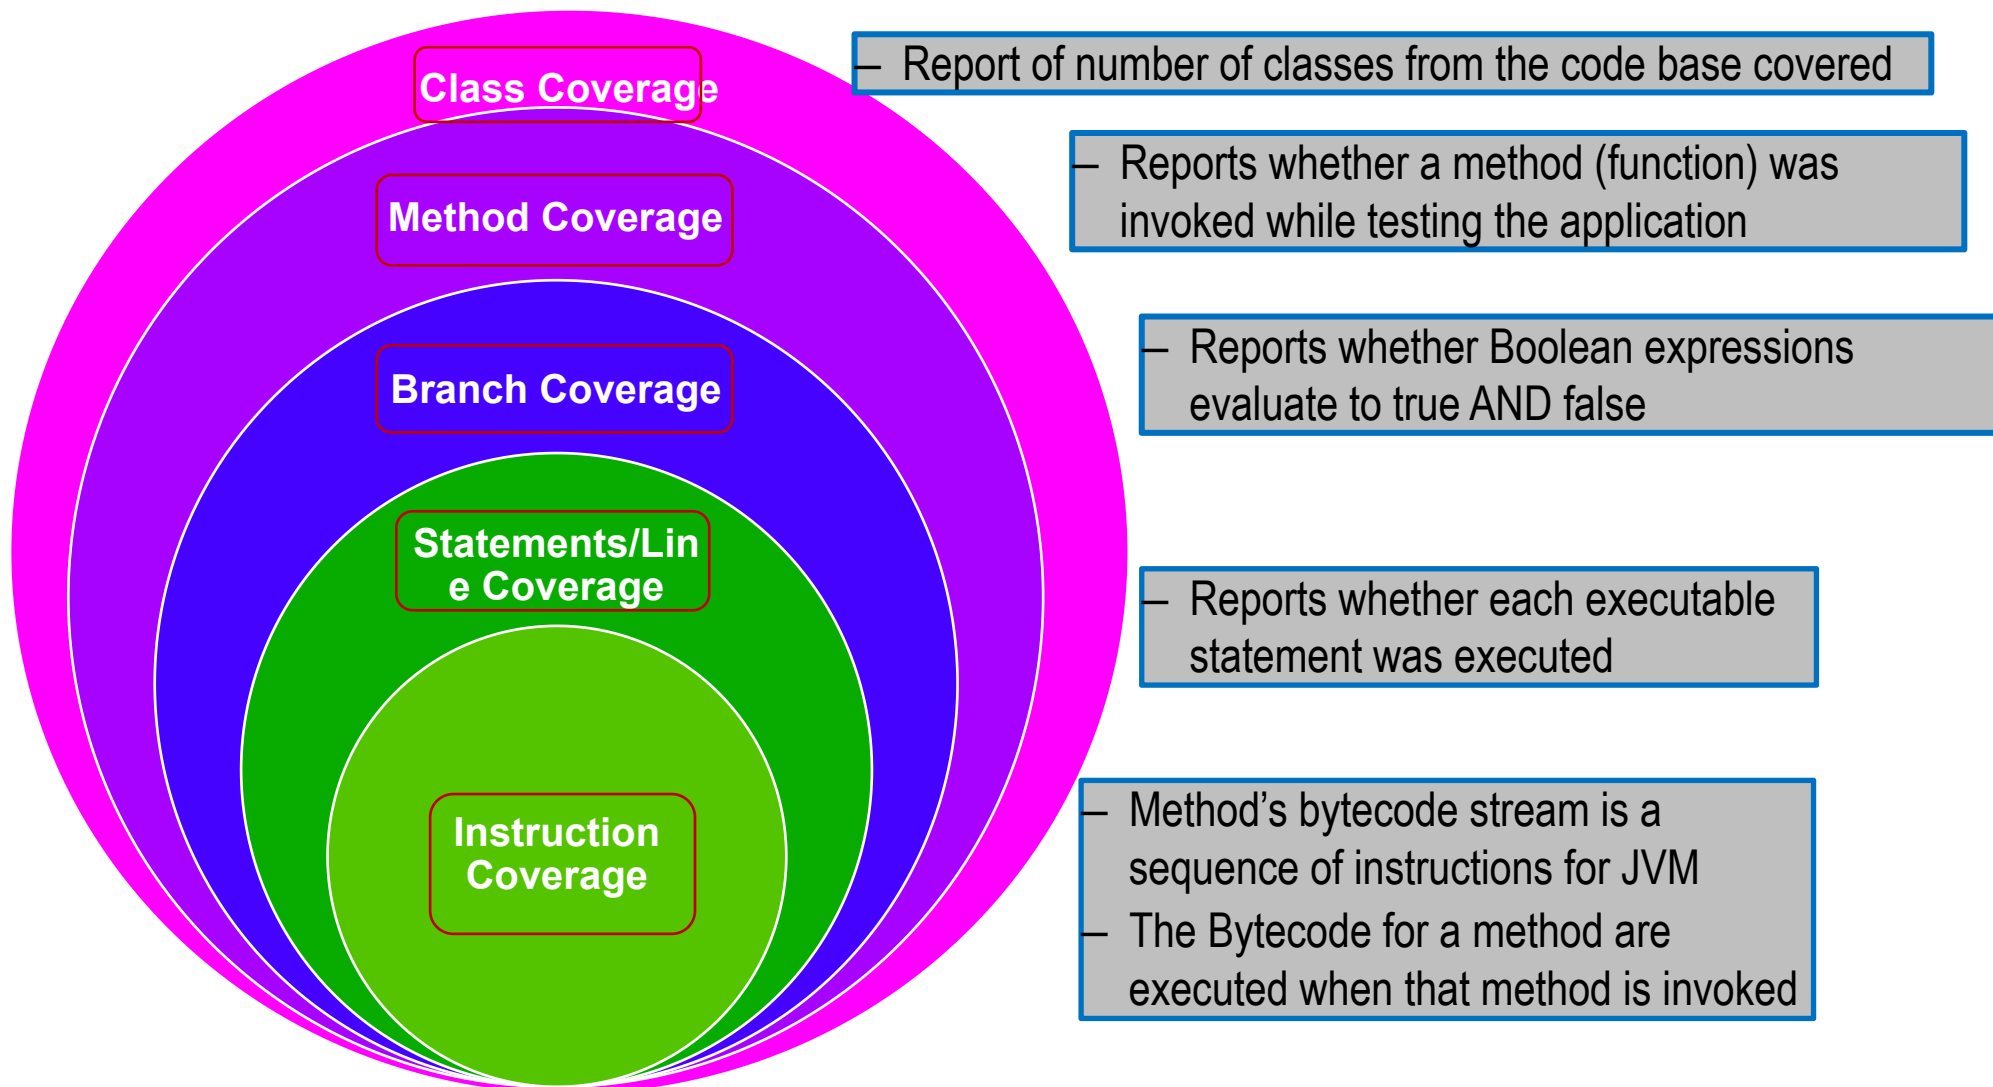 Class Coverage
– Report of number of classes from the code base covered
Method Coverage
– Reports whether a method (function) was
invoked while testing the application
Branch Coverage
– Reports whether Boolean expressions
evaluate to true AND false
Statements/Lin
e Coverage
– Reports whether each executable
statement was executed
Instruction
Coverage
– Method’s bytecode stream is a
sequence of instructions for JVM
– The Bytecode for a method are
executed when that method is invoked